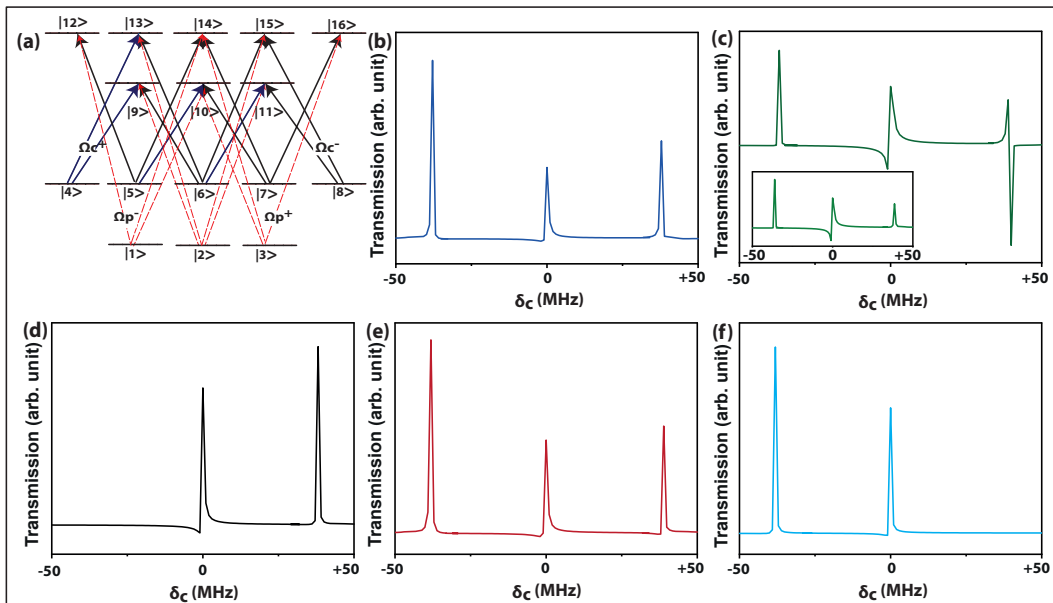 (a)
|12> |13> |14> |15> |16>
|9> |10> |11>
Ωc+ Ωc-
|4> |5> |6> |7> |8>
Ωp- Ωp+
|1> |2> |3>
(b)
Transmission (arb. unit)
-50 0 +50
δc (MHz)
(c)
Transmission (arb. unit)
-50 0 +50
-50 0 +50
δc (MHz)
(d)
Transmission (arb. unit)
-50 0 +50
δc (MHz)
(e)
Transmission (arb. unit)
-50 0 +50
δc (MHz)
(f)
Transmission (arb. unit)
-50 0 +50
δc (MHz)